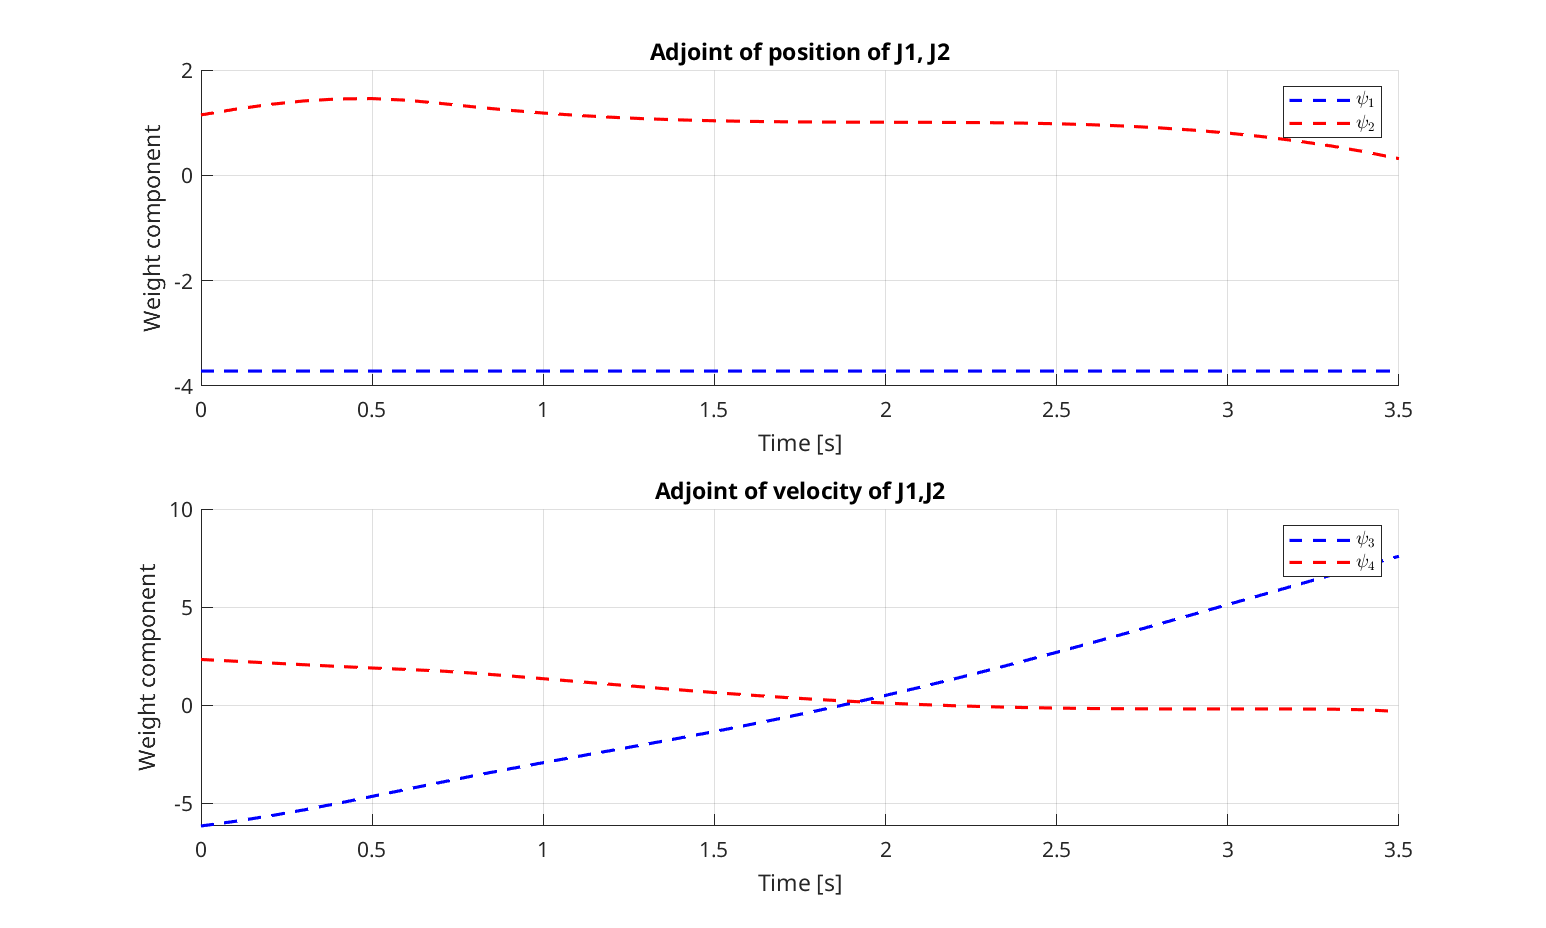 Adjoint of position of J1, J2
Weight component
2
0
-2
-4
ψ1
ψ2
0 0.5 1 1.5 2 2.5 3 3.5
Time [s]
Adjoint of velocity of J1,J2
Weight component
10
5
0
-5
ψ3
ψ4
0 0.5 1 1.5 2 2.5 3 3.5
Time [s]